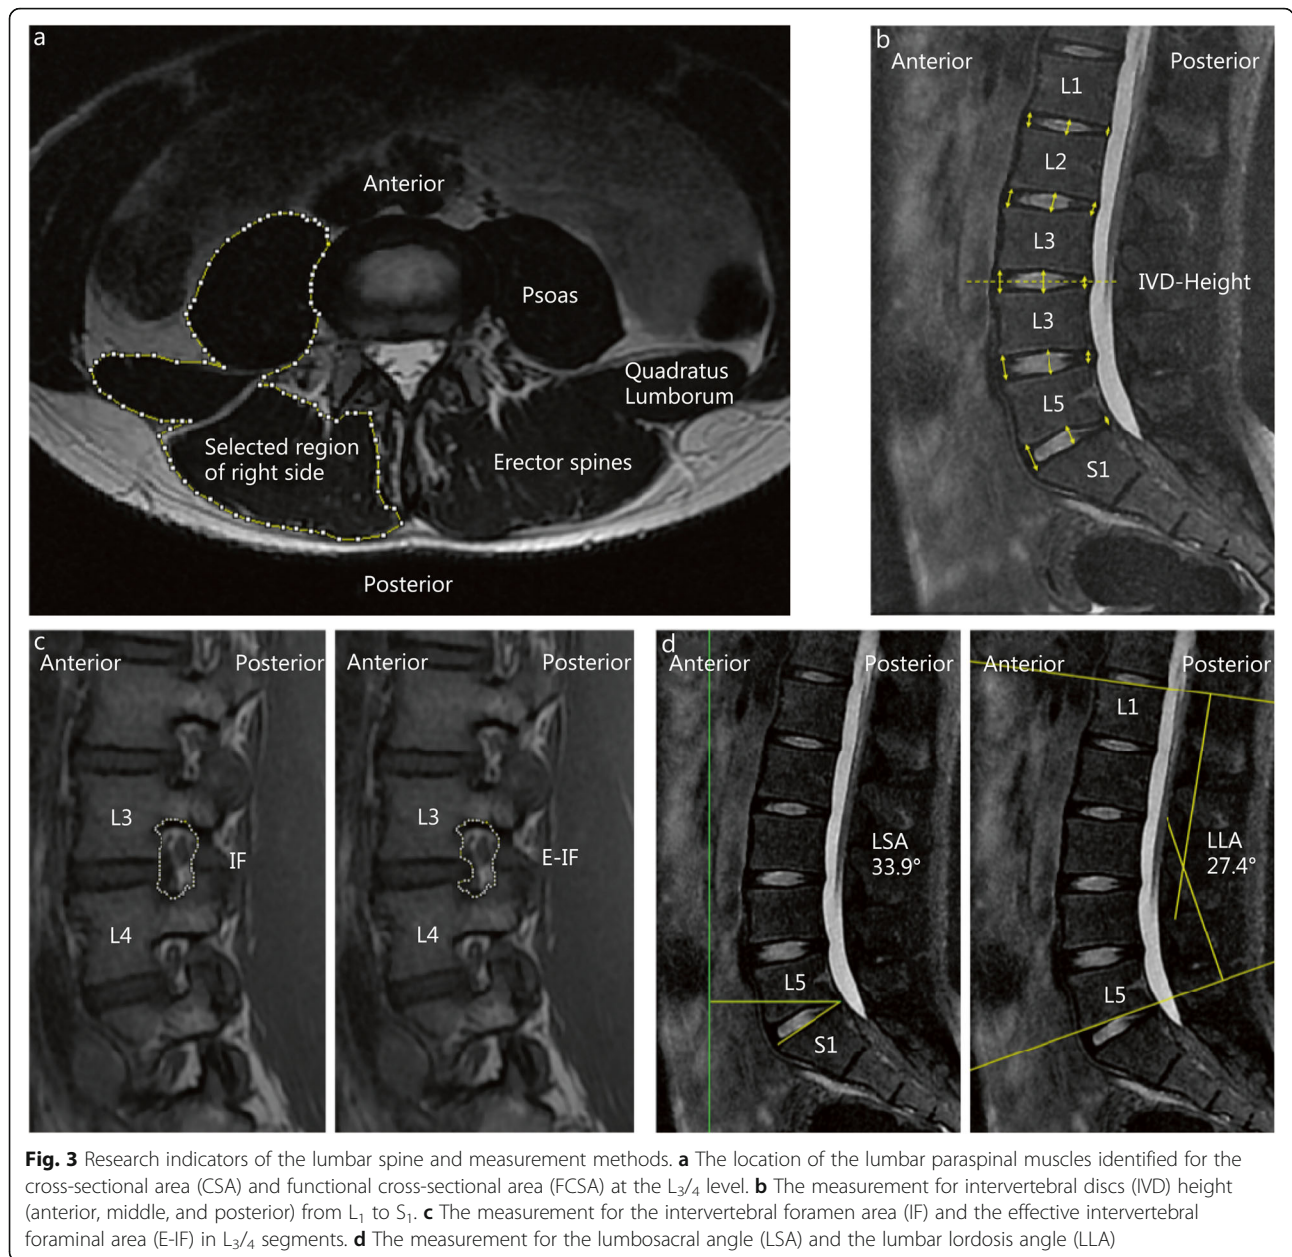 a
Anterior
Psoas
Quadratus
Lumborum
Selected region
of right side
Erector spines
Posterior
b
Anterior
Posterior
L1
L2
L3
IVD-Height
L3
L5
S1
c
Anterior
Posterior
L3
IF
L4
Anterior
Posterior
L3
E-IF
L4
d
Anterior
Posterior
LSA
33.9°
L5
S1
Anterior
Posterior
L1
LLA
27.4°
L5
Fig. 3 Research indicators of the lumbar spine and measurement methods. a The location of the lumbar paraspinal muscles identified for the
cross-sectional area (CSA) and functional cross-sectional area (FCSA) at the L3/4 level. b The measurement for intervertebral discs (IVD) height
(anterior, middle, and posterior) from L1 to S1. c The measurement for the intervertebral foramen area (IF) and the effective intervertebral
foraminal area (E-IF) in L3/4 segments. d The measurement for the lumbosacral angle (LSA) and the lumbar lordosis angle (LLA)